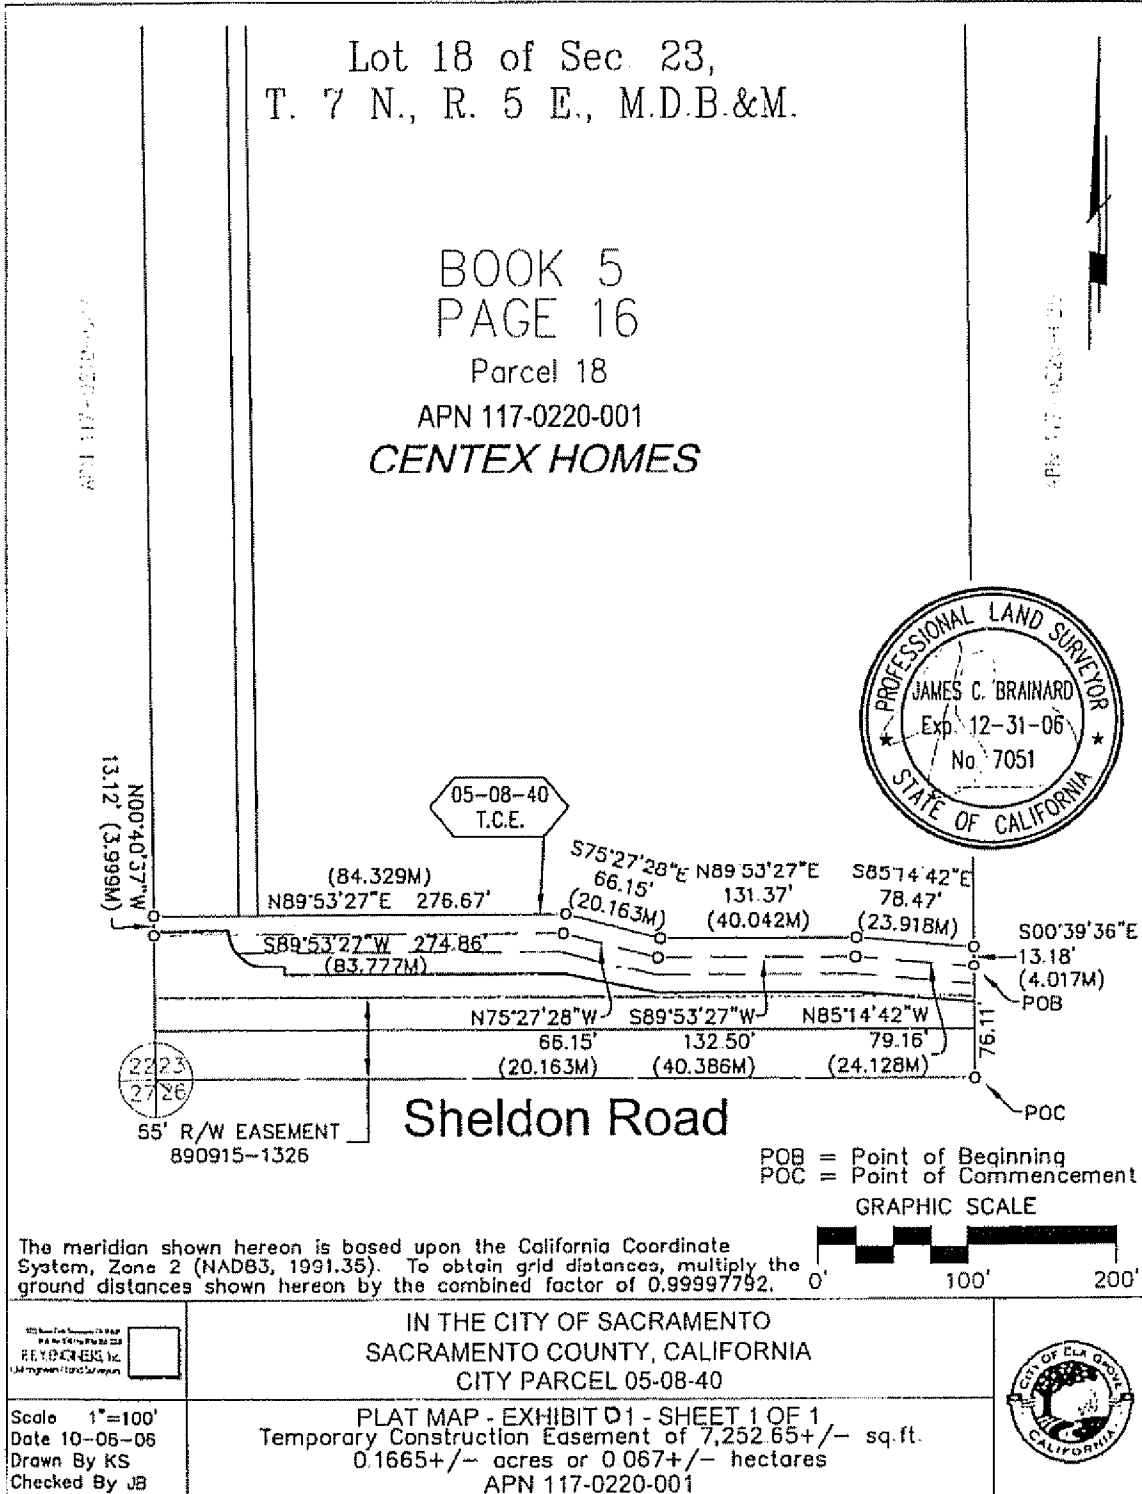 Lot 18 of Sec 23,
T. 7 N., R. 5 E., M.D.B.&M.
BOOK 5
PAGE 16
Parcel 18
APN 117-0220-001
CENTEX HOMES
PROFESSIONAL LAND SURVEYOR
JAMES C. BRAINARD
Exp. 12-31-06
No 7051
STATE OF CALIFORNIA
N00°40'37"W
13.12' (3.999M)
05-08-40
T.C.E.
(84.329M)
N89°53'27"E 276.67'
S75°27'28"E
66.15'
(20.163M)
N89°53'27"E
131.37'
(40.042M)
S85°14'42"E
78.47'
(23.918M)
S00°39'36"E
13.18'
(4.017M)
POB
S89°53'27"W 274.86'
(83.777M)
N75°27'28"W
66.15'
(20.163M)
S89°53'27"W
132.50'
(40.386M)
N85°14'42"W
79.16'
(24.128M)
76.11'
22 23
27 26
Sheldon Road
POC
55' R/W EASEMENT
890915-1326
POB = Point of Beginning
POC = Point of Commencement
GRAPHIC SCALE
0' 100' 200'
The meridian shown hereon is based upon the California Coordinate
System, Zone 2 (NAD83, 1991.35). To obtain grid distances, multiply the
ground distances shown hereon by the combined factor of 0.99997792.
IN THE CITY OF SACRAMENTO
SACRAMENTO COUNTY, CALIFORNIA
CITY PARCEL 05-08-40
Scale 1"=100'
Date 10-06-06
Drawn By KS
Checked By JB
PLAT MAP - EXHIBIT D1 - SHEET 1 OF 1
Temporary Construction Easement of 7,252.65+/- sq.ft.
0.1665+/- acres or 0.067+/- hectares
APN 117-0220-001
CITY OF ELK GROVE
CALIFORNIA